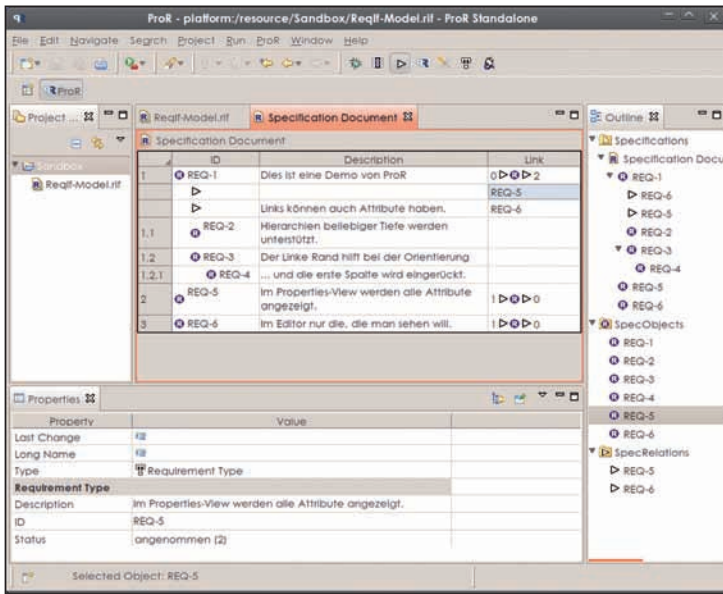 ProR - platform:/resource/Sandbox/ReqIf-Model.rif - ProR Standalone
File Edit Navigate Segrch Project Run ProR Window Help
ProR
Project ...
Sandbox
ReqIf-Model.rif
ReqIf-Model.rif Specification Document
Specification Document
ID Description Link
1 REQ-1 Dies ist eine Demo von ProR 0 2
REQ-5
Links können auch Attribute haben. REQ-6
1.1 REQ-2 Hierarchien beliebiger Tiefe werden
unterstützt.
1.2 REQ-3 Der Linke Rand hilft bei der Orientierung
1.2.1 REQ-4 ... und die erste Spalte wird eingerückt.
2 REQ-5 Im Properties-View werden alle Attribute
angezeigt. 1 0
3 REQ-6 Im Editor nur die, die man sehen will. 1 0
Outline
Specifications
Specification Docu
REQ-1
REQ-6
REQ-5
REQ-2
REQ-3
REQ-4
REQ-5
REQ-6
SpecObjects
REQ-1
REQ-2
REQ-3
REQ-4
REQ-5
REQ-6
SpecRelations
REQ-5
REQ-6
Properties
Property Value
Last Change
Long Name
Type Requirement Type
Requirement Type
Description Im Properties-View werden alle Attribute angezeigt.
ID REQ-5
Status angenommen (2)
Selected Object: REQ-5